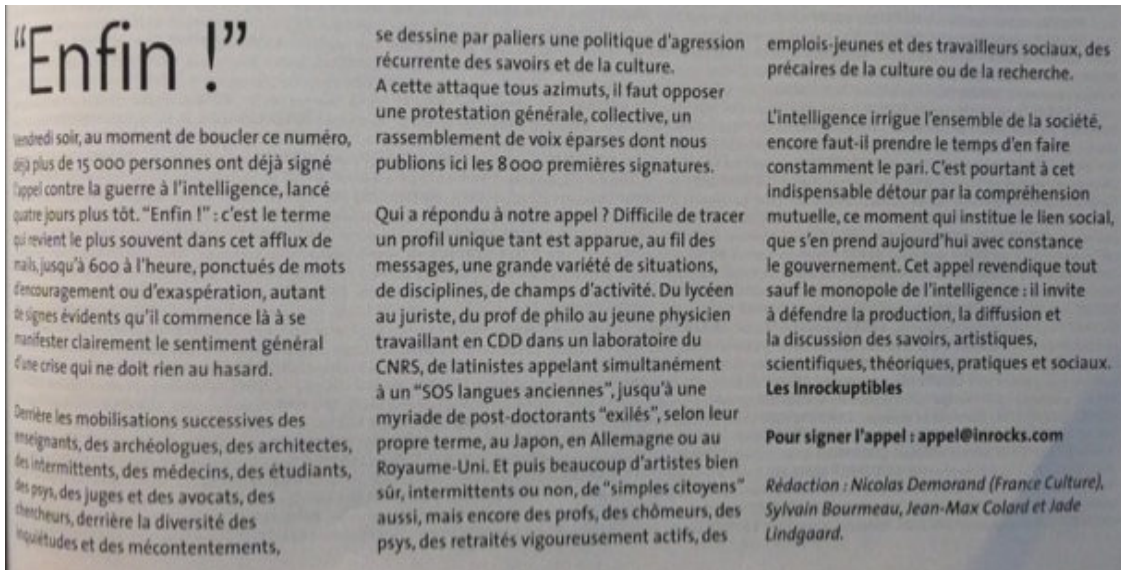 “Enfin !”
Vendredi soir, au moment de boucler ce numéro,
déjà plus de 15 000 personnes ont déjà signé
l'appel contre la guerre à l'intelligence, lancé
quatre jours plus tôt. “Enfin !” : c'est le terme
qui revient le plus souvent dans cet afflux de
mails, jusqu'à 600 à l'heure, ponctués de mots
d'encouragement ou d'exaspération, autant
de signes évidents qu'il commence là à se
manifester clairement le sentiment général
d'une crise qui ne doit rien au hasard.
Derrière les mobilisations successives des
enseignants, des archéologues, des architectes,
des intermittents, des médecins, des étudiants,
des psys, des juges et des avocats, des
chercheurs, derrière la diversité des
inquiétudes et des mécontentements,
se dessine par paliers une politique d'agression
récurrente des savoirs et de la culture.
A cette attaque tous azimuts, il faut opposer
une protestation générale, collective, un
rassemblement de voix éparses dont nous
publions ici les 8 000 premières signatures.
Qui a répondu à notre appel ? Difficile de tracer
un profil unique tant est apparue, au fil des
messages, une grande variété de situations,
de disciplines, de champs d'activité. Du lycéen
au juriste, du prof de philo au jeune physicien
travaillant en CDD dans un laboratoire du
CNRS, de latinistes appelant simultanément
à un “SOS langues anciennes”, jusqu'à une
myriade de post-doctorants “exilés”, selon leur
propre terme, au Japon, en Allemagne ou au
Royaume-Uni. Et puis beaucoup d'artistes bien
sûr, intermittents ou non, de “simples citoyens”
aussi, mais encore des profs, des chômeurs, des
psys, des retraités vigoureusement actifs, des
emplois-jeunes et des travailleurs sociaux, des
précaires de la culture ou de la recherche.
L'intelligence irrigue l'ensemble de la société,
encore faut-il prendre le temps d'en faire
constamment le pari. C'est pourtant à cet
indispensable détour par la compréhension
mutuelle, ce moment qui institue le lien social,
que s'en prend aujourd'hui avec constance
le gouvernement. Cet appel revendique tout
sauf le monopole de l'intelligence : il invite
à défendre la production, la diffusion et
la discussion des savoirs, artistiques,
scientifiques, théoriques, pratiques et sociaux.
Les Inrockuptibles
Pour signer l'appel : appel@inrocks.com
Rédaction : Nicolas Demorand (France Culture),
Sylvain Bourmeau, Jean-Max Colard et Jade
Lindgaard.